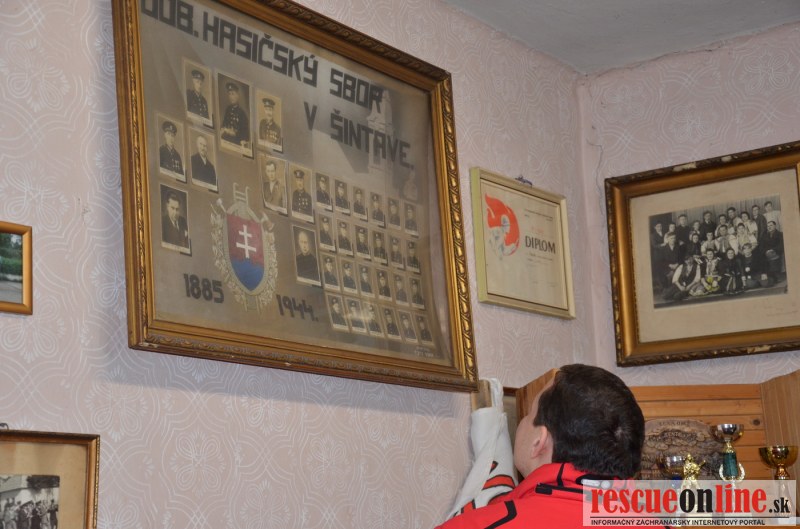 DOB. HASIČSKÝ SBOR
V ŠINTAVE.
1885
1944.
DIPLOM
rescueonline.sk
INFORMAČNÝ ZÁCHRANÁRSKY INTERNETOVÝ PORTÁL